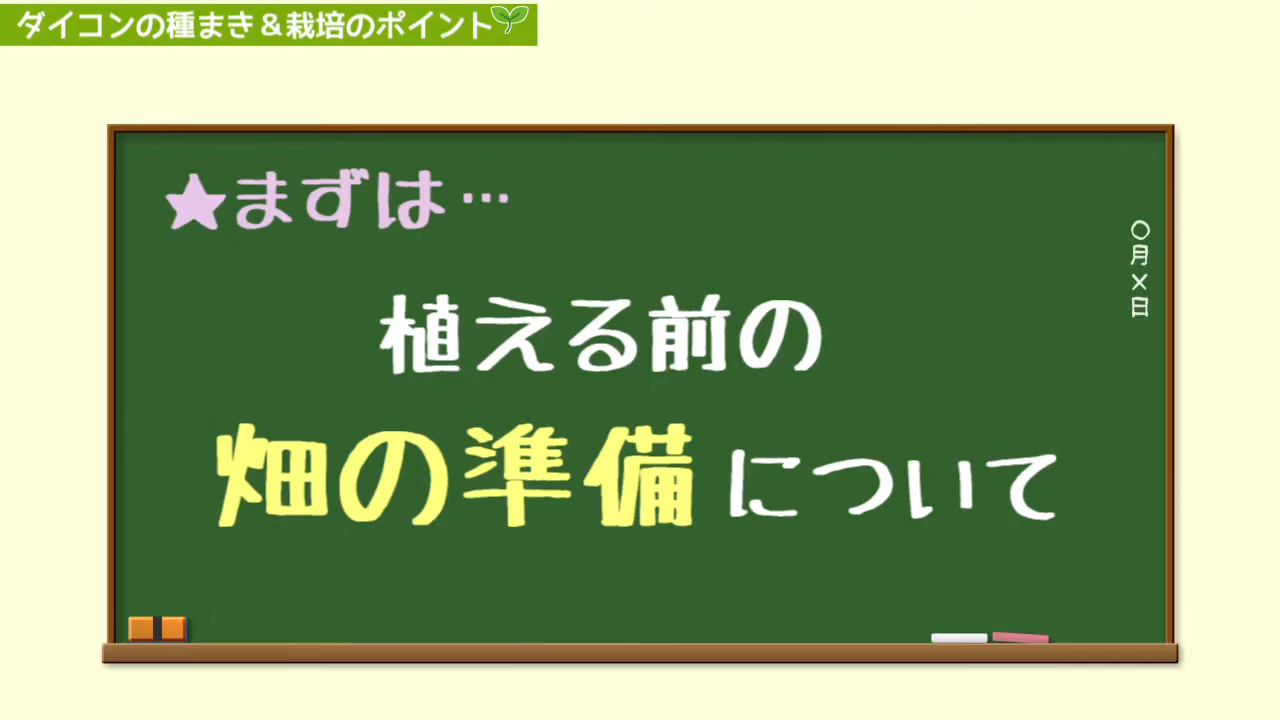 ダイコンの種まき＆栽培のポイント
★まずは…
植える前の
畑の準備について
〇月×日